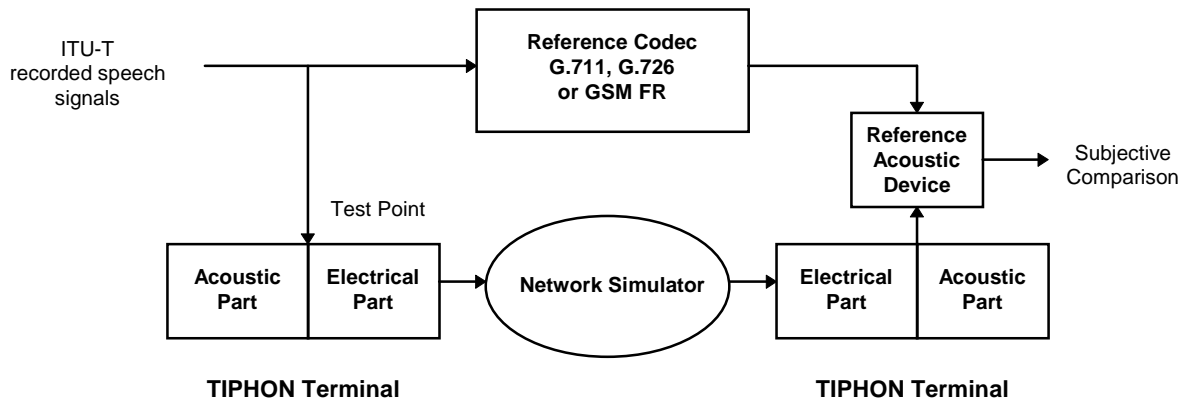 ITU-T
recorded speech
signals
Reference Codec
G.711, G.726
or GSM FR
Reference
Acoustic
Device
Subjective
Comparison
Test Point
Acoustic
Part
Electrical
Part
Network Simulator
Electrical
Part
Acoustic
Part
TIPHON Terminal
TIPHON Terminal